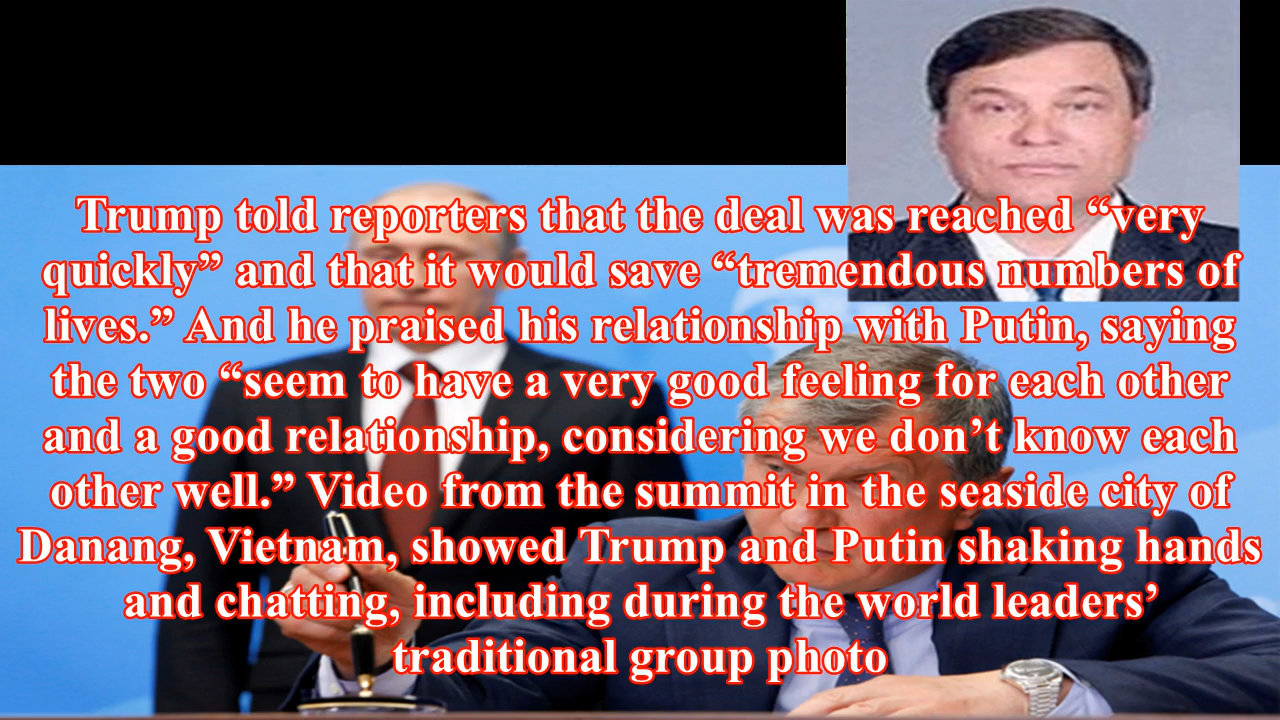 Trump told reporters that the deal was reached “very
quickly” and that it would save “tremendous numbers of
lives.” And he praised his relationship with Putin, saying
the two “seem to have a very good feeling for each other
and a good relationship, considering we don’t know each
other well.” Video from the summit in the seaside city of
Danang, Vietnam, showed Trump and Putin shaking hands
and chatting, including during the world leaders’
traditional group photo